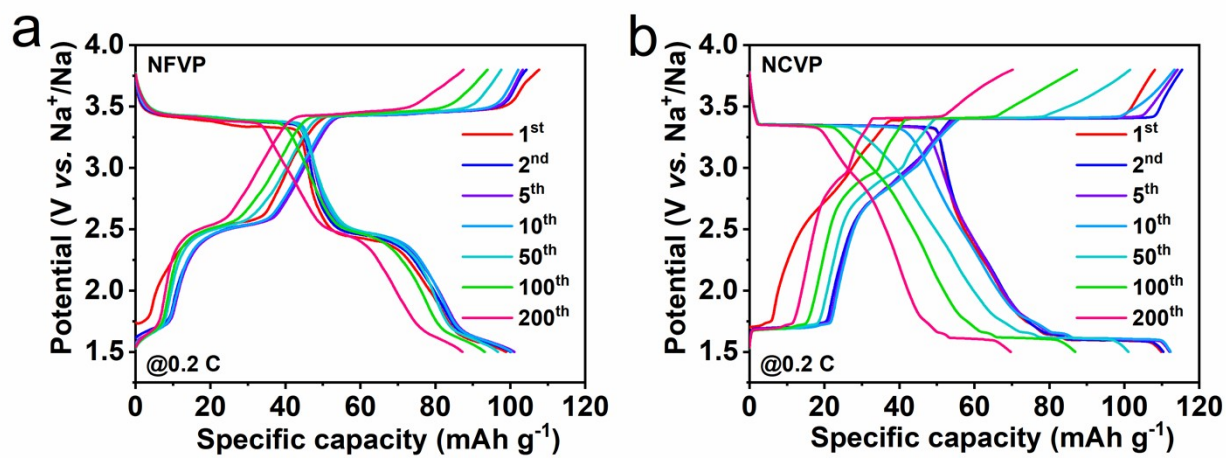 a
NFVP
4.0
3.5
3.0
2.5
2.0
1.5
Potential (V vs. Na⁺/Na)
1ˢᵗ
2ⁿᵈ
5ᵗʰ
10ᵗʰ
50ᵗʰ
100ᵗʰ
200ᵗʰ
@0.2 C
0 20 40 60 80 100 120
Specific capacity (mAh g⁻¹)
b
NCVP
4.0
3.5
3.0
2.5
2.0
1.5
Potential (V vs. Na⁺/Na)
1ˢᵗ
2ⁿᵈ
5ᵗʰ
10ᵗʰ
50ᵗʰ
100ᵗʰ
200ᵗʰ
@0.2 C
0 20 40 60 80 100 120
Specific capacity (mAh g⁻¹)